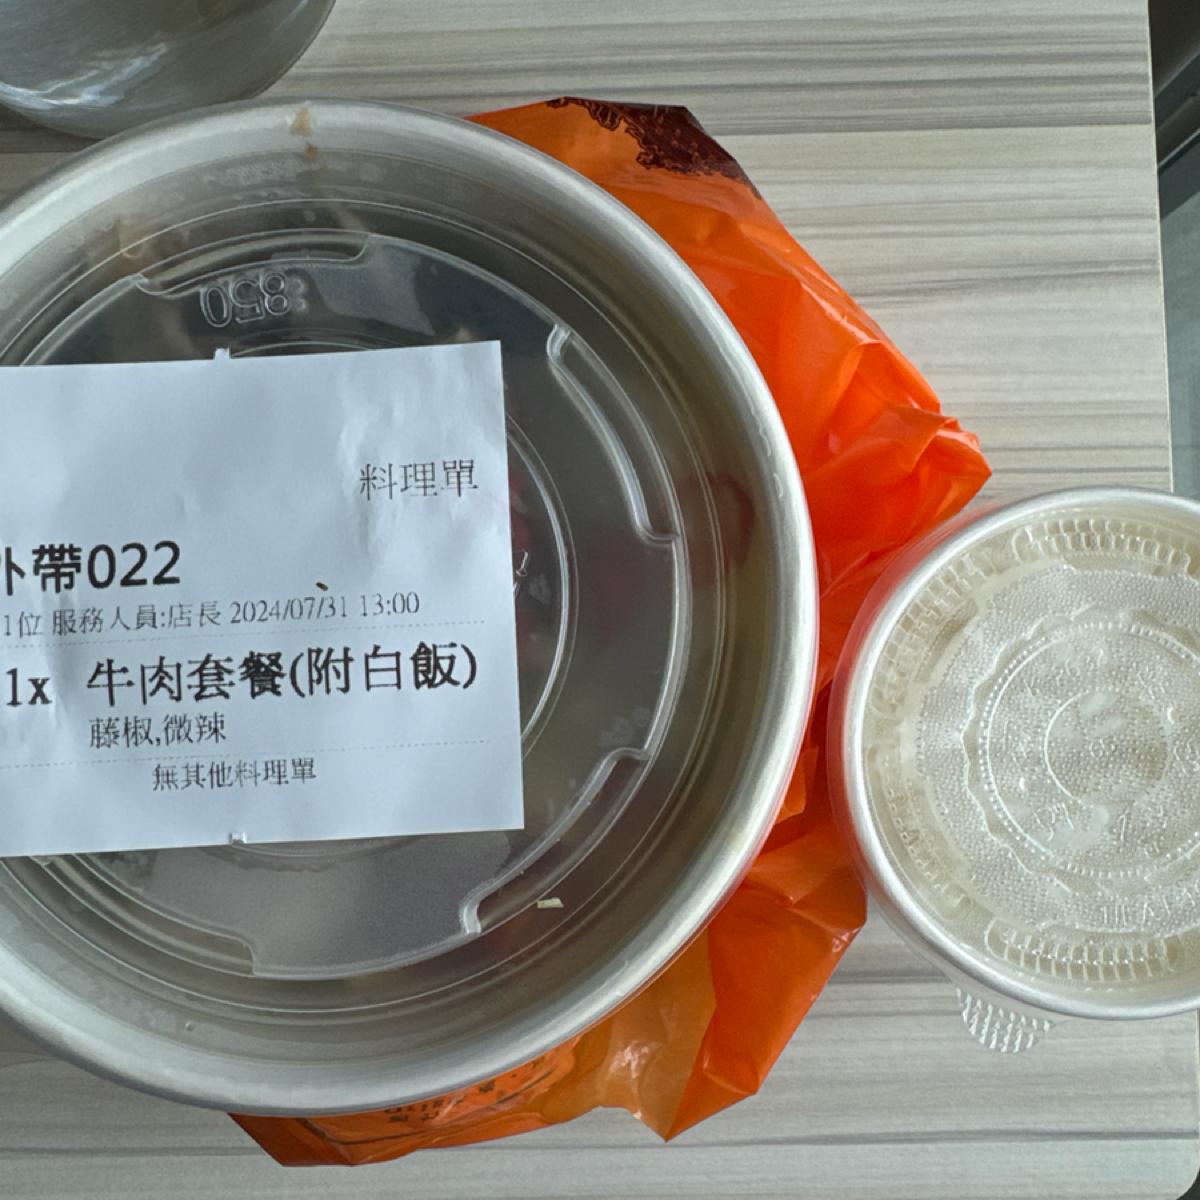 850
料理單
外帶022
1位 服務人員:店長 2024/07/31 13:00
1x 牛肉套餐(附白飯)
藤椒,微辣
無其他料理單